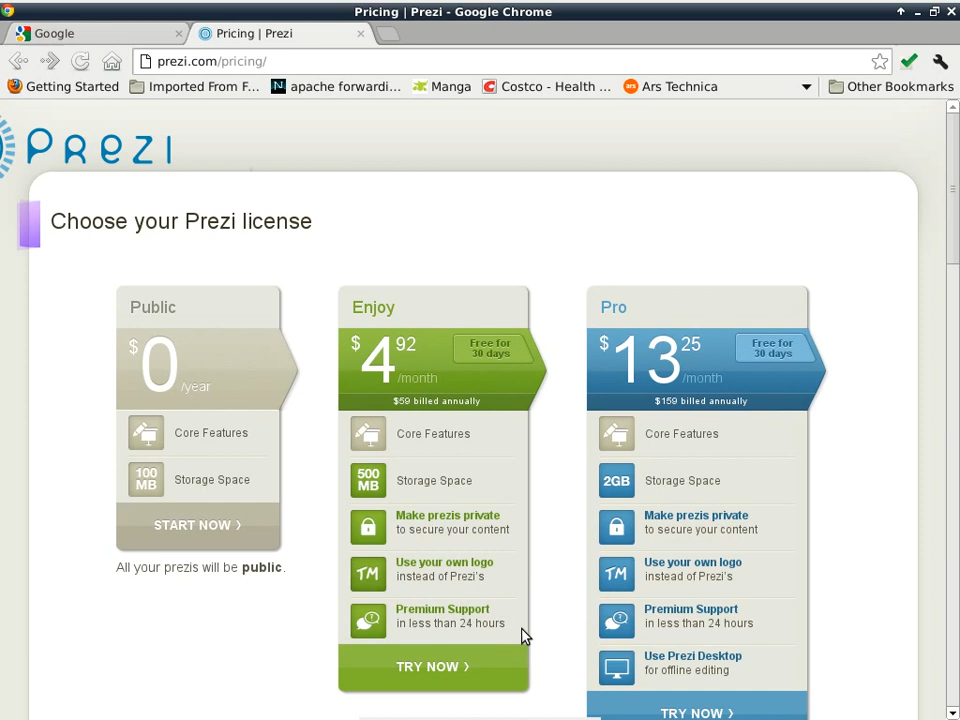 Pricing | Prezi - Google Chrome
Google
Pricing | Prezi
prezi.com/pricing/
Getting Started
Imported From F...
apache forwardi...
Manga
Costco - Health ...
Ars Technica
Other Bookmarks
PREZI
Choose your Prezi license
Public
$0
/year
Core Features
100 MB
Storage Space
START NOW
All your prezis will be public.
Enjoy
$4 92
/month
Free for
30 days
$59 billed annually
Core Features
500 MB
Storage Space
Make prezis private
to secure your content
TM
Use your own logo
instead of Prezi's
Premium Support
in less than 24 hours
TRY NOW
Pro
$13 25
/month
Free for
30 days
$159 billed annually
Core Features
2GB
Storage Space
Make prezis private
to secure your content
TM
Use your own logo
instead of Prezi's
Premium Support
in less than 24 hours
Use Prezi Desktop
for offline editing
TRY NOW